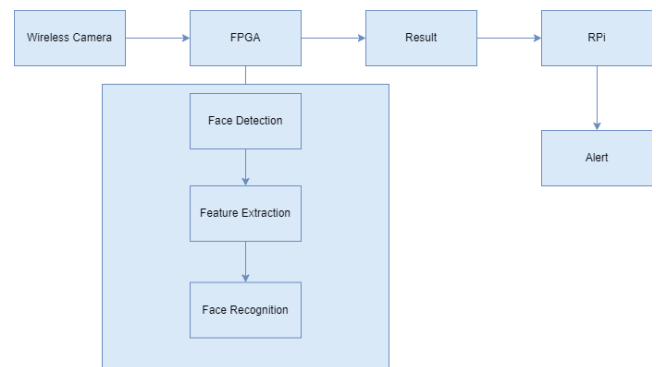 Wireless Camera
FPGA
Result
RPi
Face Detection
Alert
Feature Extraction
Face Recognition